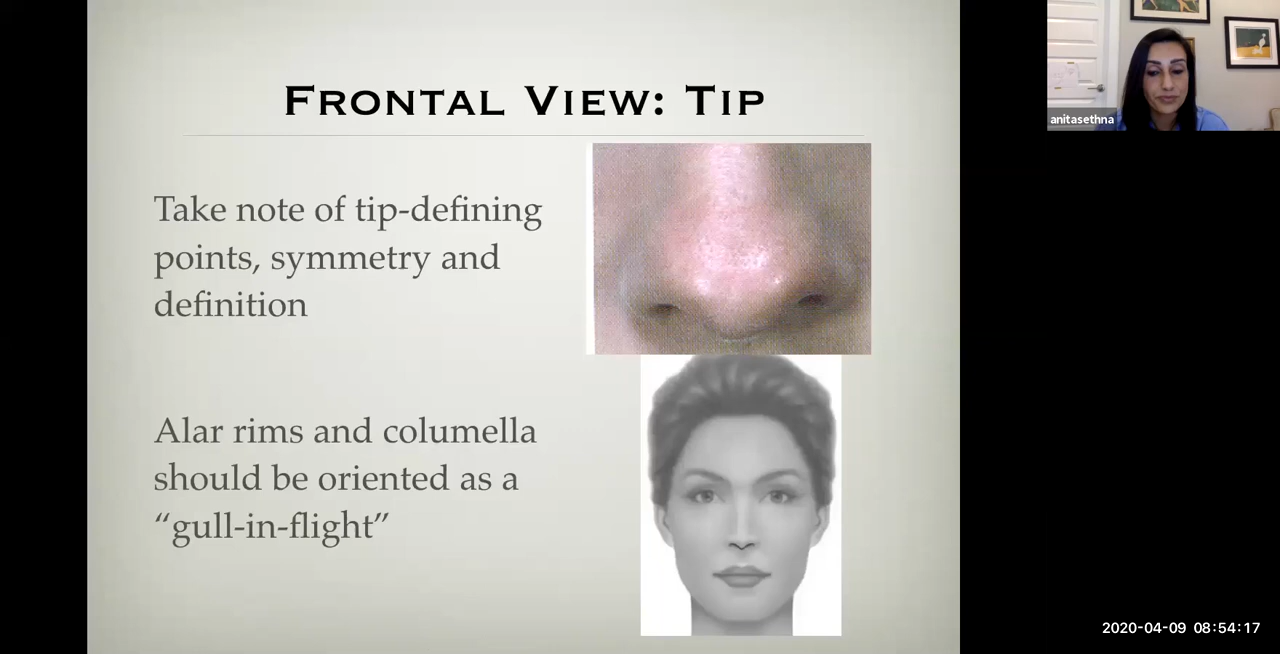 Frontal View: Tip
Take note of tip-defining
points, symmetry and
definition
Alar rims and columella
should be oriented as a
“gull-in-flight”
anitasethna
2020-04-09 08:54:17